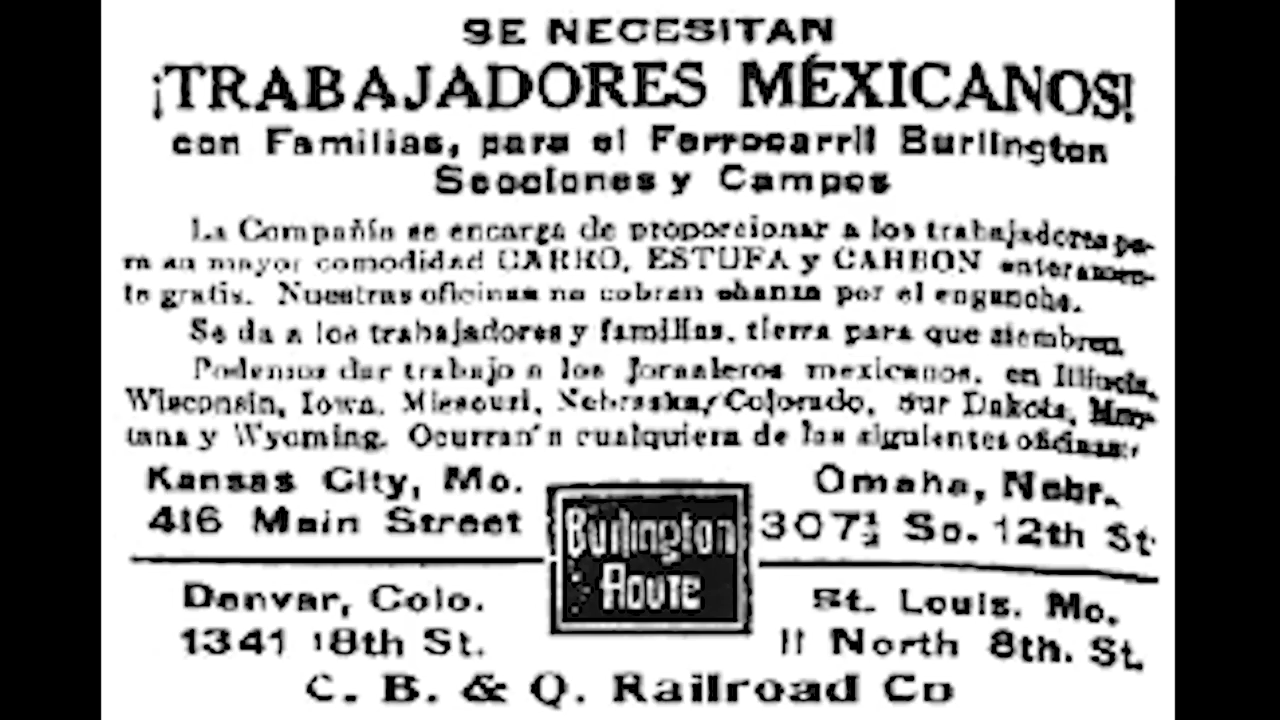 SE NECESITAN
¡TRABAJADORES MÉXICANOS!
con Familias, para el Ferrocarril Burlington
Secciones y Campos
La Compañía se encarga de proporcionar a los trabajadores pa-
ra su mayor comodidad CARRO, ESTUFA y CARBON enteramen-
te gratis. Nuestras oficinas no cobran chanza por el enganche.
Se da a los trabajadores y familias, tierra para que siembren.
Podemos dar trabajo a los Jornaleros mexicanos, en Illinois,
Wisconsin, Iowa, Missouri, Nebraska, Colorado, Sur Dakota, Mon-
tana y Wyoming. Ocurran a cualquiera de las siguientes oficinas:
Kansas City, Mo.
416 Main Street
Omaha, Nebr.
307½ So. 12th St
Burlington
Route
Denver, Colo.
1341 18th St.
St. Louis. Mo.
11 North 8th. St.
C. B. & Q. Railroad Co